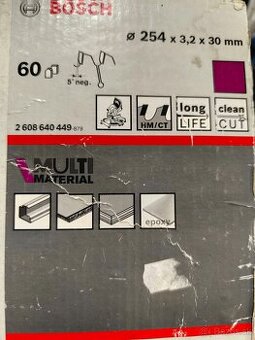 BOSCH
ø 254 x 3,2 x 30 mm
60
5° neg.
HM/CT
long LIFE
clean CUT
2 608 640 449
MULTI MATERIAL
epoxy